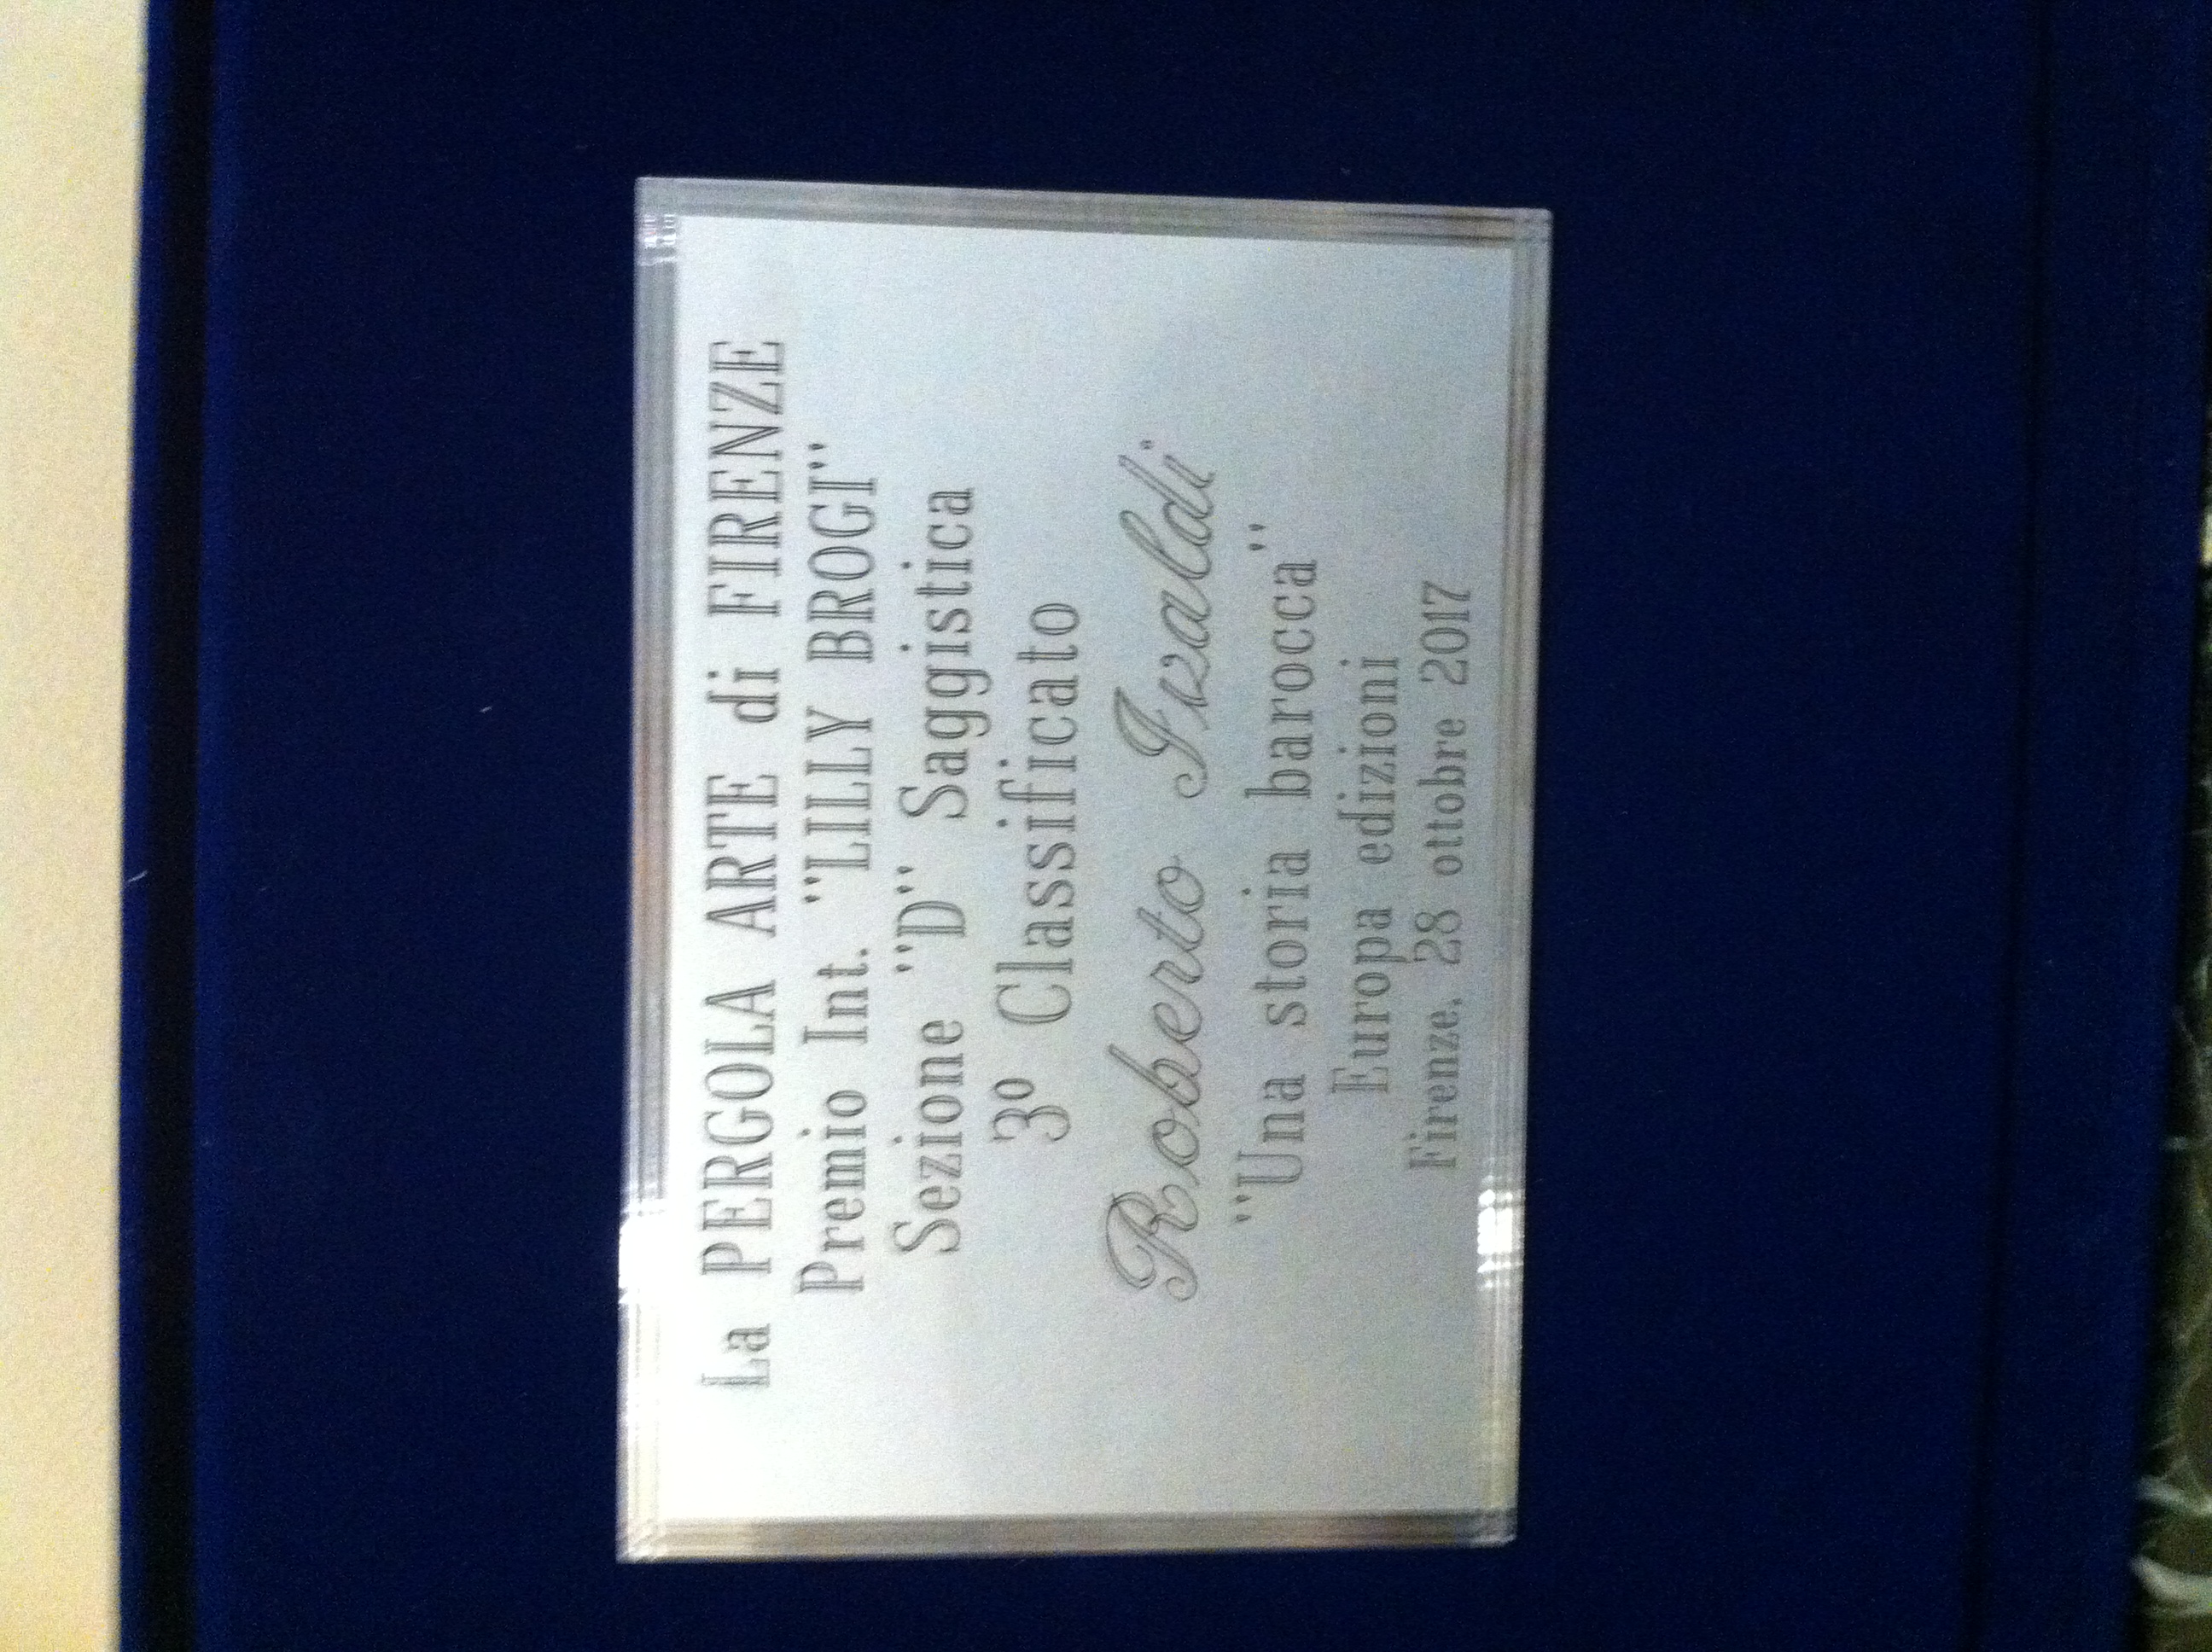 La PERGOLA ARTE di FIRENZE
Premio Int. "LILLY BROGI"
Sezione "D" Saggistica
3º Classificato
Roberto Ivaldi
"Una storia barocca"
Europa edizioni
Firenze, 28 ottobre 2017